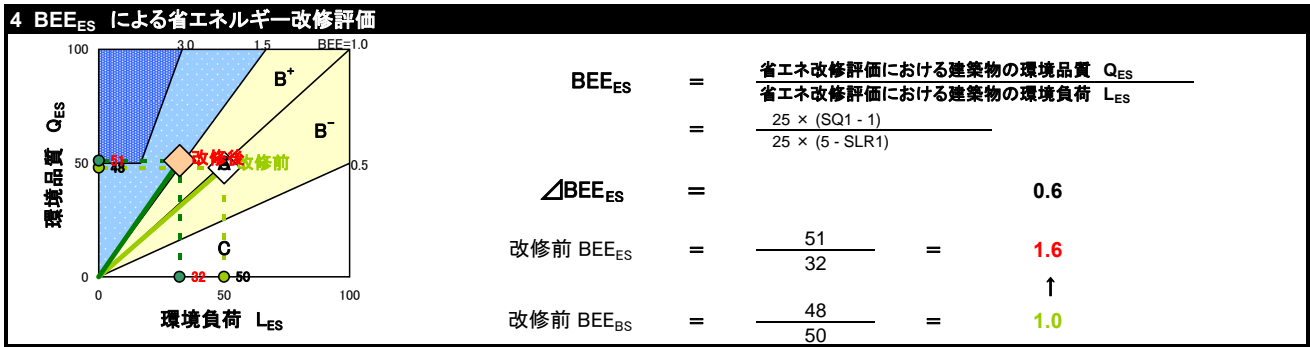 4 BEEES による省エネルギー改修評価
3.0 1.5 BEE=1.0
100
B+
B−
環境品質 QES
51 改修後 改修前
50 48
0.5
C
0 32 50
0 50 100
環境負荷 LES
BEEES = 省エネ改修評価における建築物の環境品質 QES
省エネ改修評価における建築物の環境負荷 LES
= 25 × (SQ1 - 1)
25 × (5 - SLR1)
⊿BEEES = 0.6
改修前 BEEES = 51 = 1.6
32
↑
改修前 BEEBS = 48 = 1.0
50